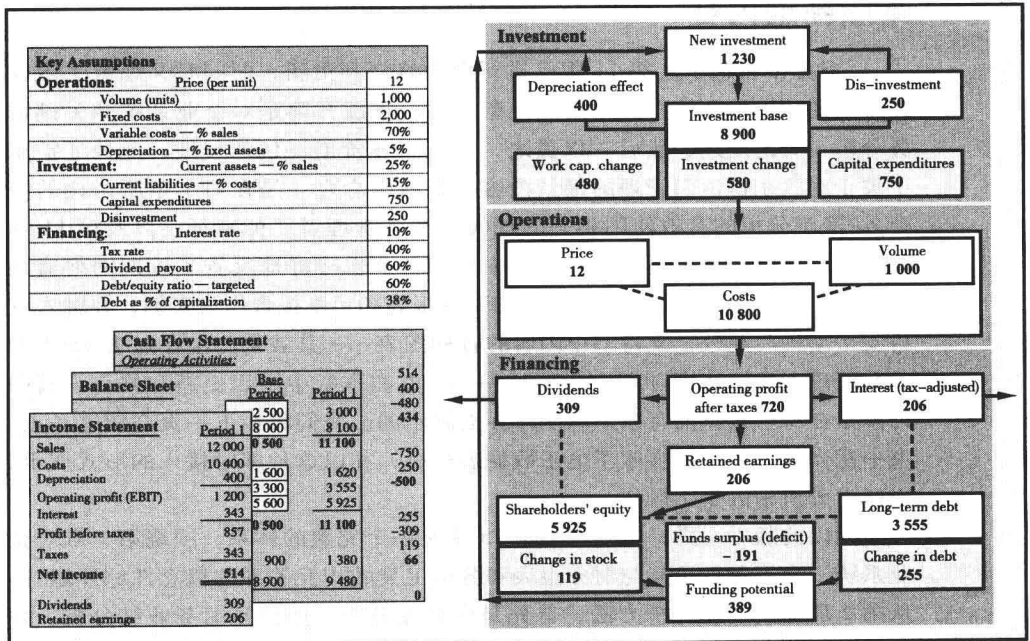 Key Assumptions
Operations: Price (per unit) 12
Volume (units) 1,000
Fixed costs 2,000
Variable costs — % sales 70%
Depreciation — % fixed assets 5%
Investment: Current assets — % sales 25%
Current liabilities — % costs 15%
Capital expenditures 750
Disinvestment 250
Financing: Interest rate 10%
Tax rate 40%
Dividend payout 60%
Debt/equity ratio — targeted 60%
Debt as % of capitalization 38%
Cash Flow Statement
Operating Activities:
514
400
-480
434
-750
250
-500
255
-309
119
66
0
Balance Sheet
Base
Period Period 1
2 500 3 000
8 000 8 100
0 500 11 100
1 600 1 620
3 300 3 555
5 600 5 925
0 500 11 100
900 1 380
8 900 9 480
Income Statement
Period 1
Sales 12 000
Costs 10 400
Depreciation 400
Operating profit (EBIT) 1 200
Interest 343
Profit before taxes 857
Taxes 343
Net income 514
Dividends 309
Retained earnings 206
Investment
New investment
1 230
Depreciation effect
400
Dis-investment
250
Investment base
8 900
Work cap. change
480
Investment change
580
Capital expenditures
750
Operations
Price
12
Volume
1 000
Costs
10 800
Financing
Dividends
309
Operating profit
after taxes 720
Interest (tax-adjusted)
206
Retained earnings
206
Shareholders' equity
5 925
Long-term debt
3 555
Funds surplus (deficit)
– 191
Change in stock
119
Change in debt
255
Funding potential
389